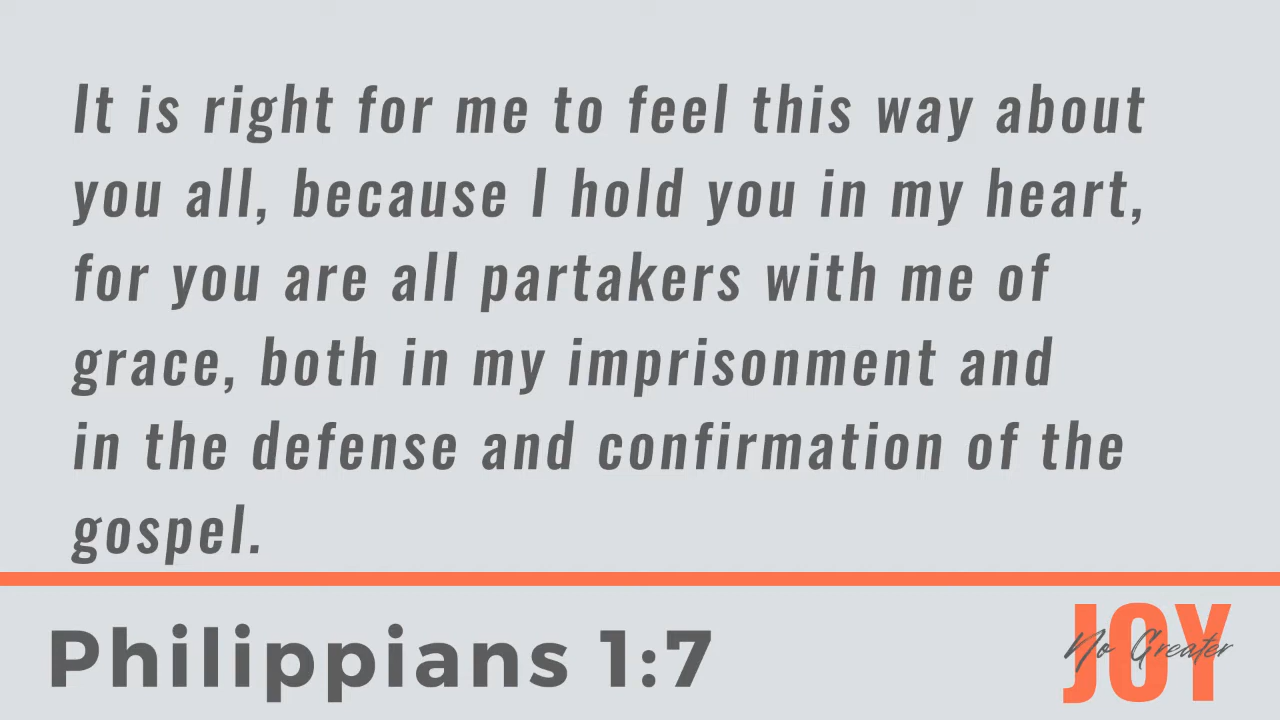 It is right for me to feel this way about
you all, because I hold you in my heart,
for you are all partakers with me of
grace, both in my imprisonment and
in the defense and confirmation of the
gospel.
Philippians 1:7
No Greater
JOY